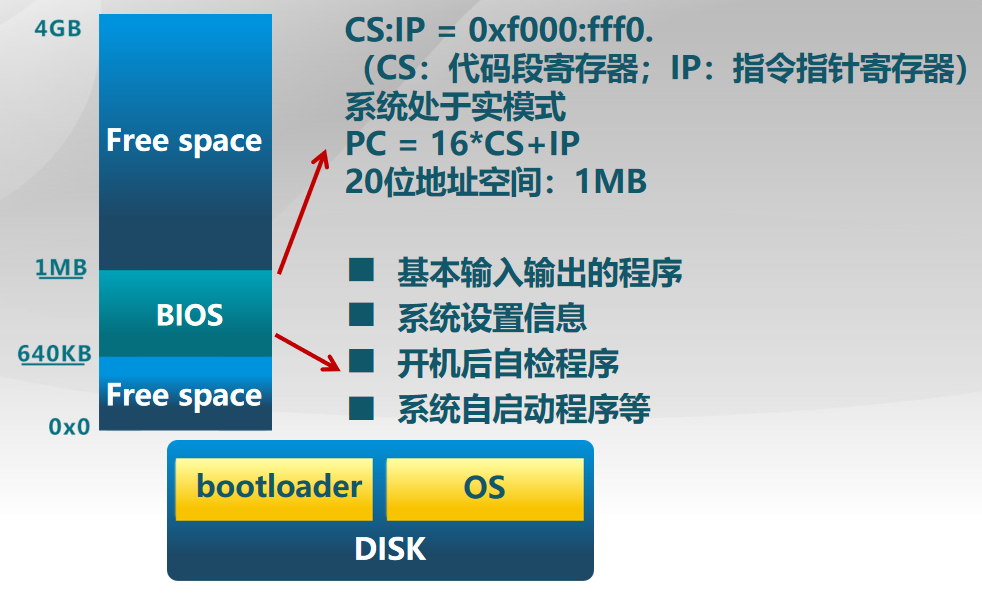 4GB
Free space
1MB
BIOS
640KB
Free space
0x0
CS:IP = 0xf000:fff0.
（CS：代码段寄存器；IP：指令指针寄存器）
系统处于实模式
PC = 16*CS+IP
20位地址空间：1MB
基本输入输出的程序
系统设置信息
开机后自检程序
系统自启动程序等
bootloader
OS
DISK